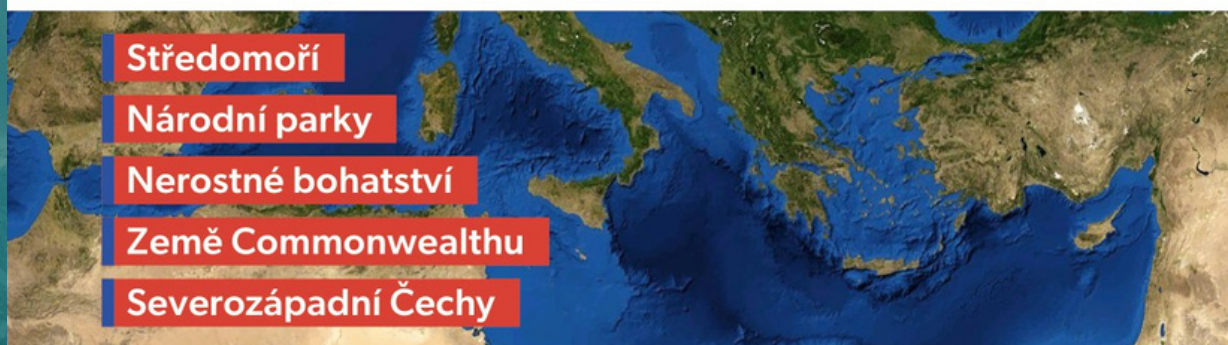 Středomoří
Národní parky
Nerostné bohatství
Země Commonwealthu
Severozápadní Čechy